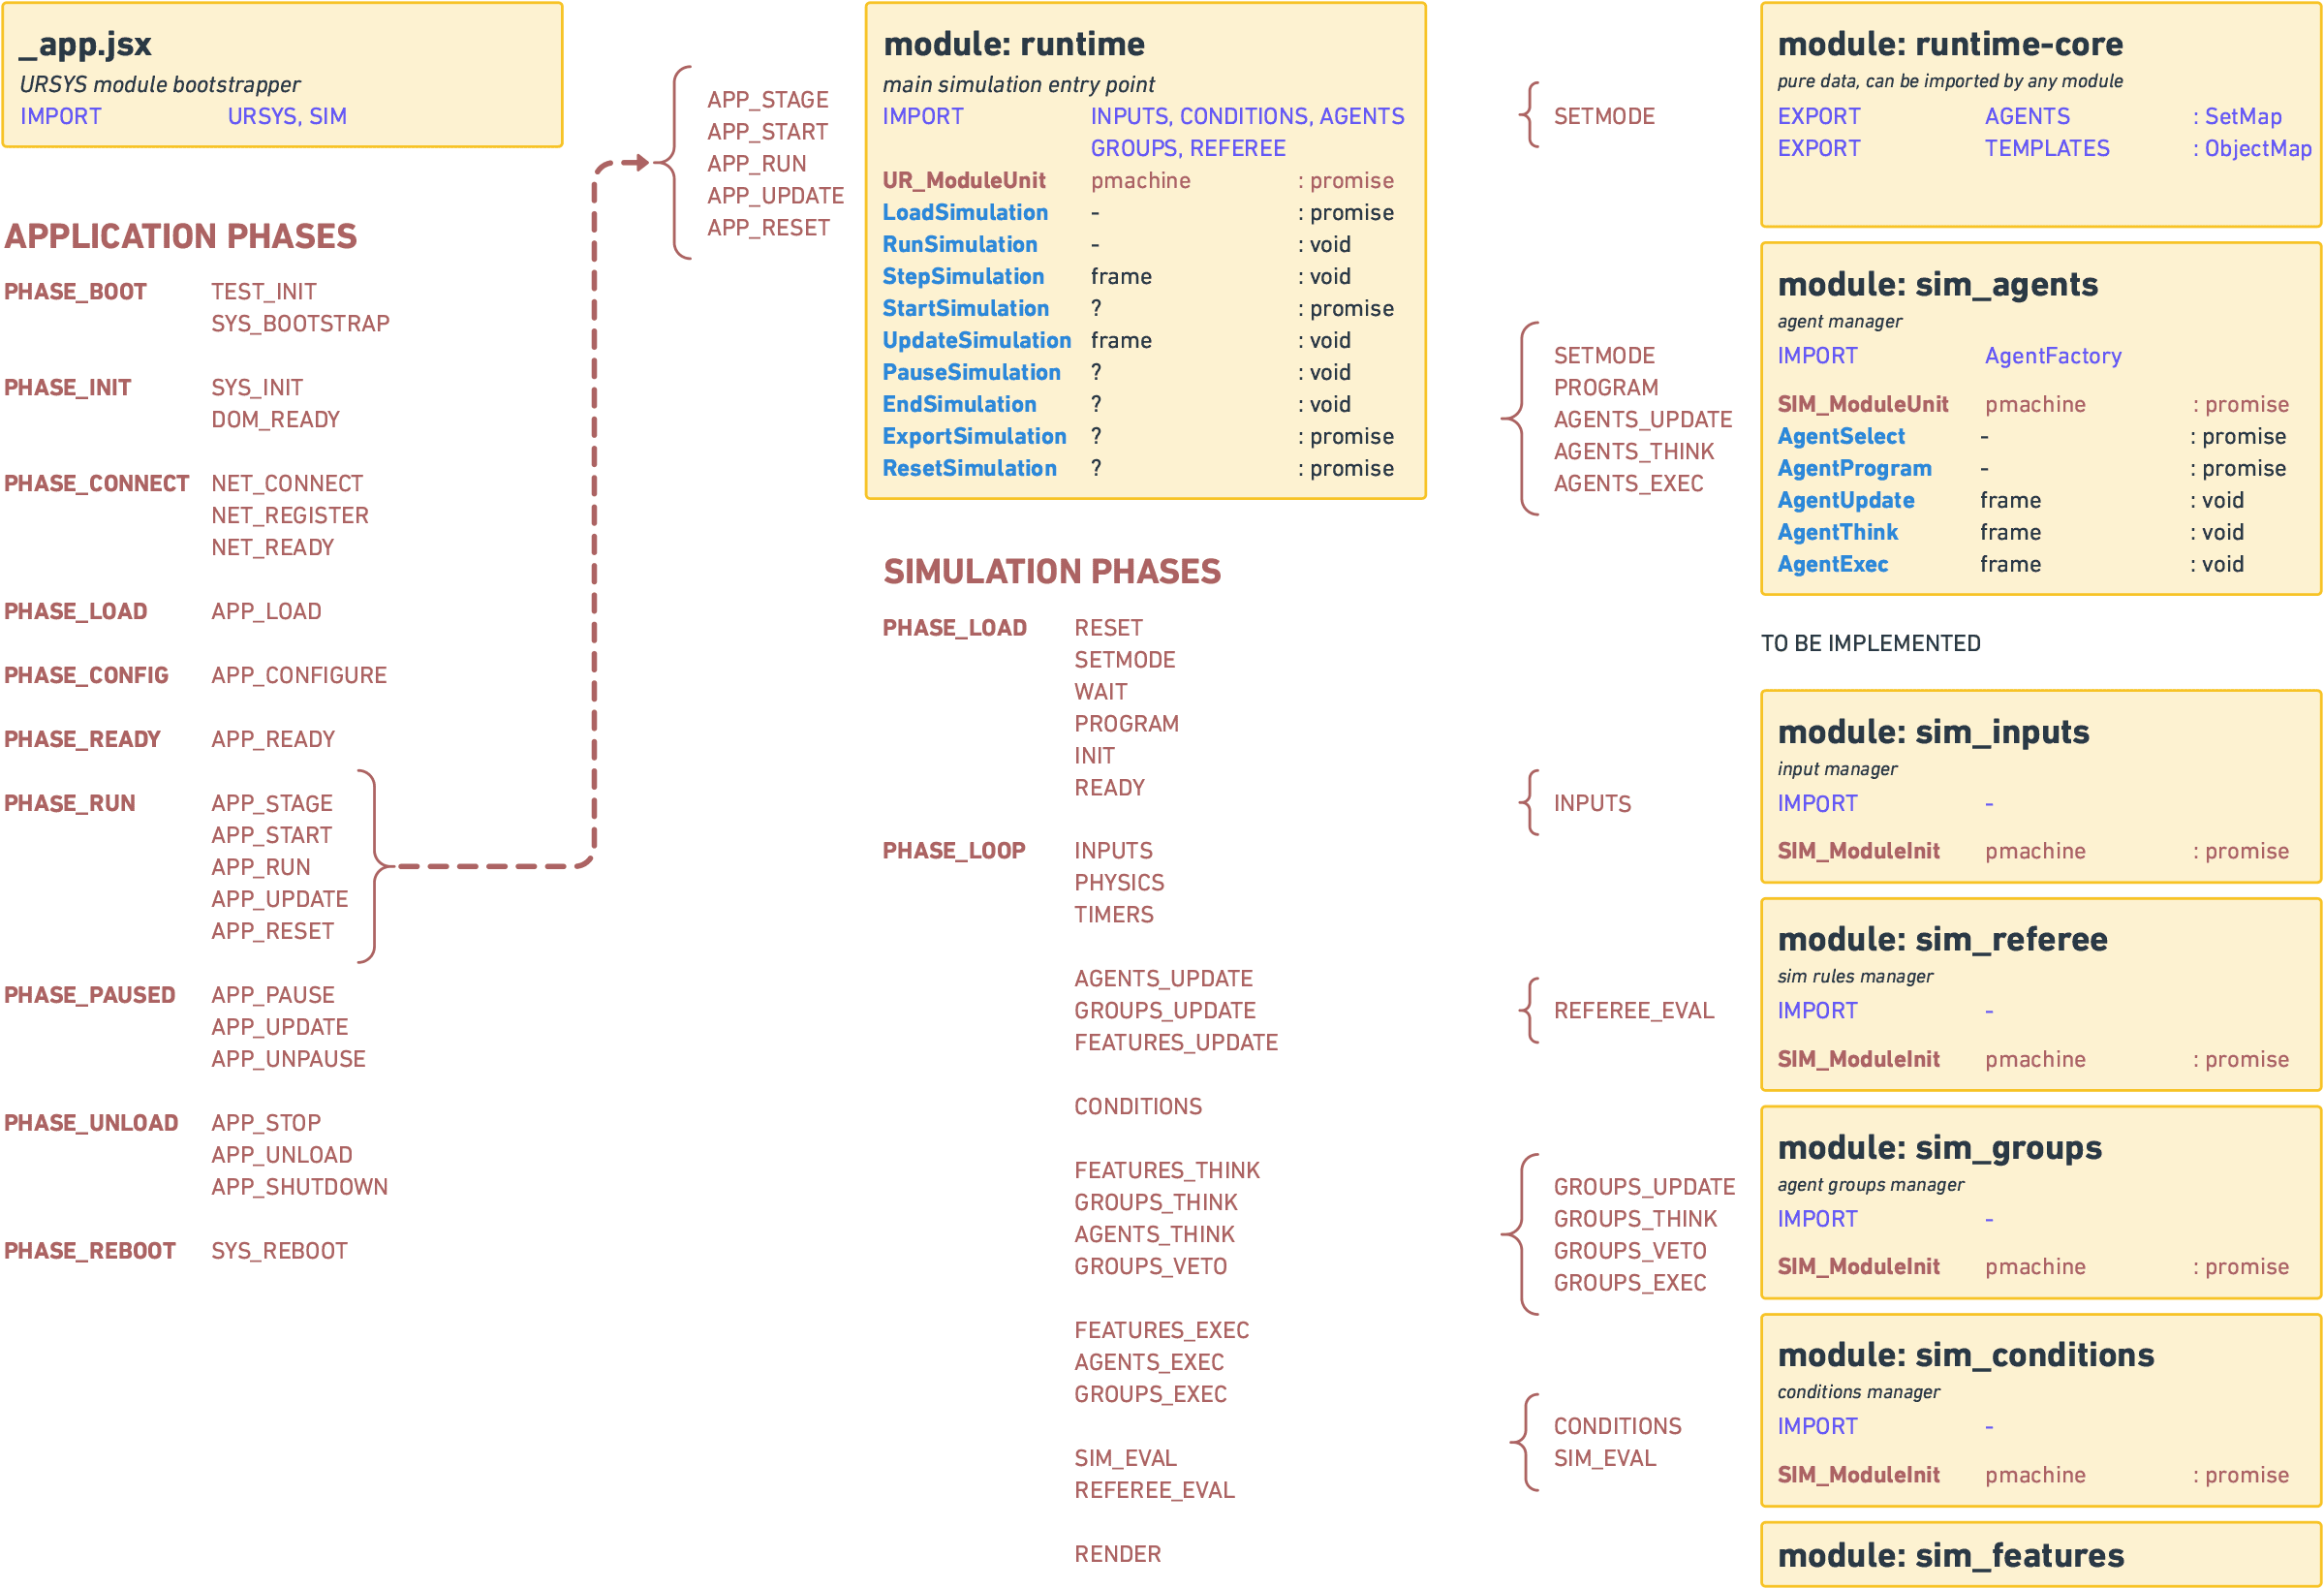 _app.jsx
URSYS module bootstrapper
IMPORT URSYS, SIM
APPLICATION PHASES
PHASE_BOOT TEST_INIT
SYS_BOOTSTRAP
PHASE_INIT SYS_INIT
DOM_READY
PHASE_CONNECT NET_CONNECT
NET_REGISTER
NET_READY
PHASE_LOAD APP_LOAD
PHASE_CONFIG APP_CONFIGURE
PHASE_READY APP_READY
PHASE_RUN APP_STAGE
APP_START
APP_RUN
APP_UPDATE
APP_RESET
PHASE_PAUSED APP_PAUSE
APP_UPDATE
APP_UNPAUSE
PHASE_UNLOAD APP_STOP
APP_UNLOAD
APP_SHUTDOWN
PHASE_REBOOT SYS_REBOOT
APP_STAGE
APP_START
APP_RUN
APP_UPDATE
APP_RESET
module: runtime
main simulation entry point
IMPORT INPUTS, CONDITIONS, AGENTS
GROUPS, REFEREE
UR_ModuleUnit pmachine : promise
LoadSimulation - : promise
RunSimulation - : void
StepSimulation frame : void
StartSimulation ? : promise
UpdateSimulation frame : void
PauseSimulation ? : void
EndSimulation ? : void
ExportSimulation ? : promise
ResetSimulation ? : promise
SIMULATION PHASES
PHASE_LOAD RESET
SETMODE
WAIT
PROGRAM
INIT
READY
PHASE_LOOP INPUTS
PHYSICS
TIMERS
AGENTS_UPDATE
GROUPS_UPDATE
FEATURES_UPDATE
CONDITIONS
FEATURES_THINK
GROUPS_THINK
AGENTS_THINK
GROUPS_VETO
FEATURES_EXEC
AGENTS_EXEC
GROUPS_EXEC
SIM_EVAL
REFEREE_EVAL
RENDER
SETMODE
module: runtime-core
pure data, can be imported by any module
EXPORT AGENTS : SetMap
EXPORT TEMPLATES : ObjectMap
SETMODE
PROGRAM
AGENTS_UPDATE
AGENTS_THINK
AGENTS_EXEC
module: sim_agents
agent manager
IMPORT AgentFactory
SIM_ModuleUnit pmachine : promise
AgentSelect - : promise
AgentProgram - : promise
AgentUpdate frame : void
AgentThink frame : void
AgentExec frame : void
TO BE IMPLEMENTED
INPUTS
module: sim_inputs
input manager
IMPORT -
SIM_ModuleInit pmachine : promise
REFEREE_EVAL
module: sim_referee
sim rules manager
IMPORT -
SIM_ModuleInit pmachine : promise
GROUPS_UPDATE
GROUPS_THINK
GROUPS_VETO
GROUPS_EXEC
module: sim_groups
agent groups manager
IMPORT -
SIM_ModuleInit pmachine : promise
CONDITIONS
SIM_EVAL
module: sim_conditions
conditions manager
IMPORT -
SIM_ModuleInit pmachine : promise
module: sim_features